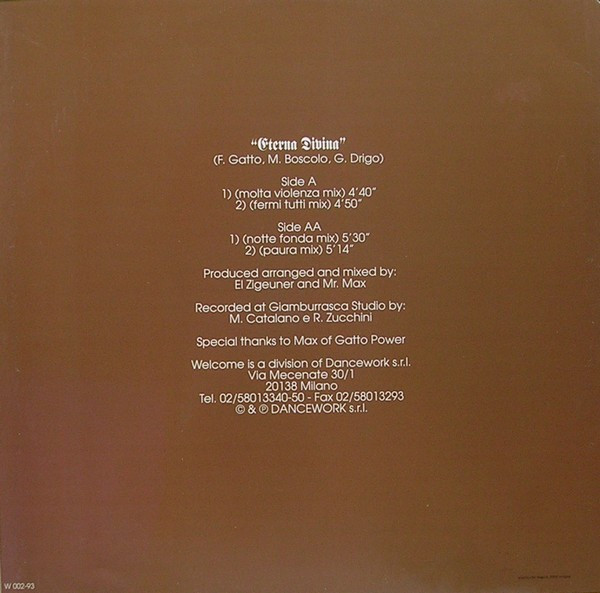 “Eterna Divina”
(F. Gatto, M. Boscolo, G. Drigo)
Side A
1) (molta violenza mix) 4’40”
2) (fermi tutti mix) 4’50”
Side AA
1) (notte fonda mix) 5’30”
2) (paura mix) 5’14”
Produced arranged and mixed by:
El Zigeuner and Mr. Max
Recorded at Giamburrasca Studio by:
M. Catalano e R. Zucchini
Special thanks to Max of Gatto Power
Welcome is a division of Dancework s.r.l.
Via Mecenate 30/1
20138 Milano
Tel. 02/58013340-50 - Fax 02/58013293
© & ℗ DANCEWORK s.r.l.
W 002-93